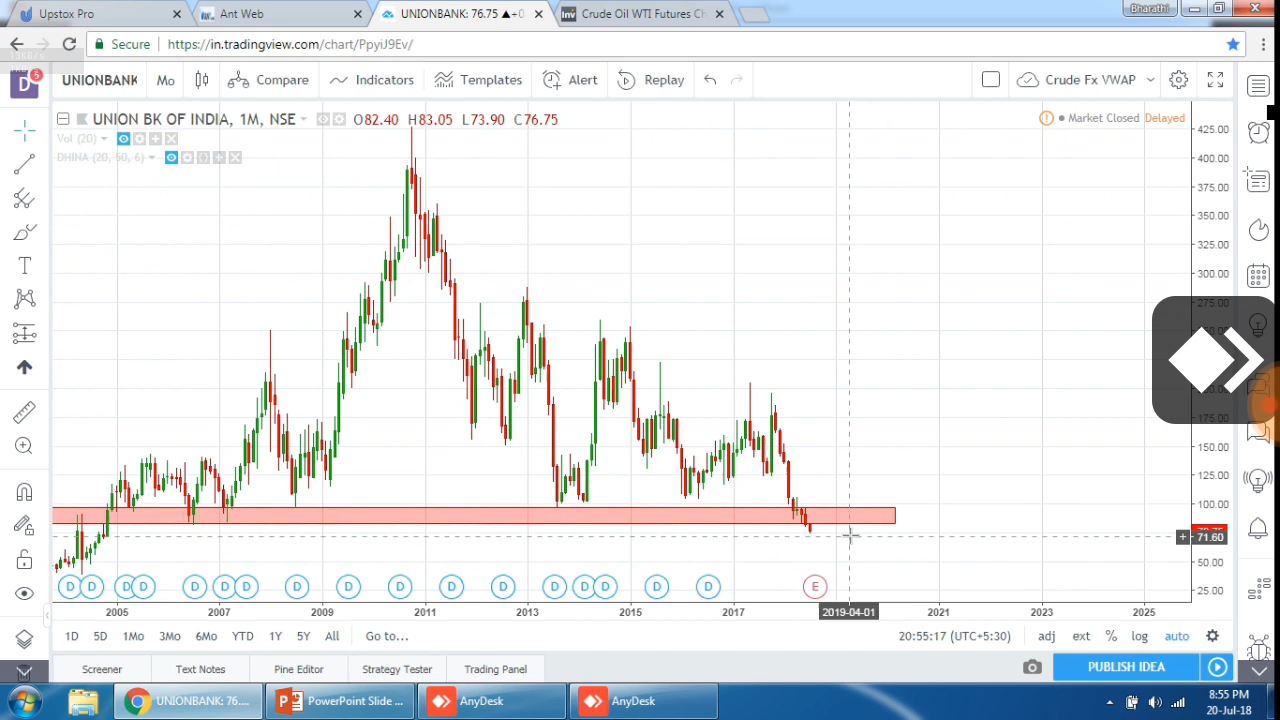 Upstox Pro
Ant Web
UNIONBANK: 76.75 ▲+0
Inv Crude Oil WTI Futures Ch
Bharathi
Secure https://in.tradingview.com/chart/PpyiJ9Ev/
D 5 UNIONBANK Mo Compare Indicators Templates Alert Replay Crude Fx VWAP
UNION BK OF INDIA, 1M, NSE O82.40 H83.05 L73.90 C76.75
Market Closed Delayed
Vol (20)
DHINA (20, 50, 6)
425.00
400.00
375.00
350.00
325.00
300.00
275.00
175.00
150.00
125.00
100.00
71.60
50.00
25.00
D D D D D D D D D D D D D D D D D E
2005 2007 2009 2011 2013 2015 2017 2019-04-01 2021 2023 2025
1D 5D 1Mo 3Mo 6Mo YTD 1Y 5Y All Go to... 20:55:17 (UTC+5:30) adj ext % log auto
Screener Text Notes Pine Editor Strategy Tester Trading Panel PUBLISH IDEA
UNIONBANK: 76.... PowerPoint Slide ... AnyDesk AnyDesk
8:55 PM
20-Jul-18